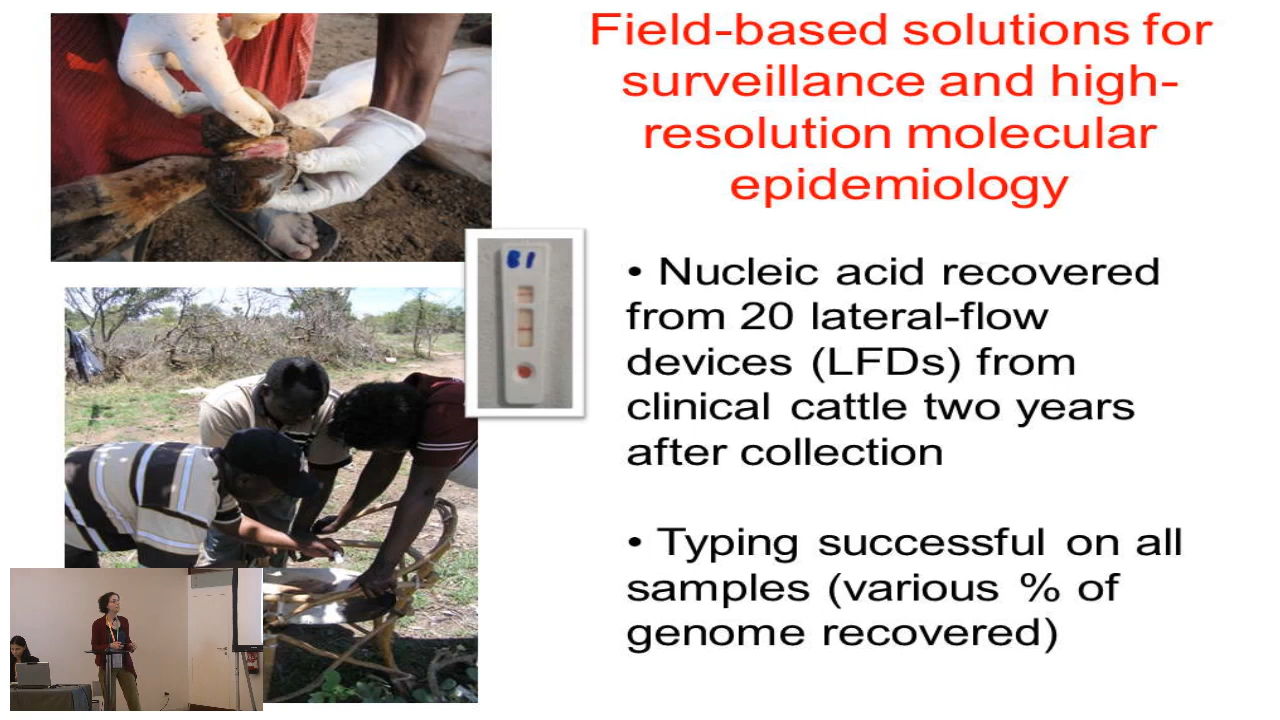 Field-based solutions for
surveillance and high-
resolution molecular
epidemiology
B1
• Nucleic acid recovered
from 20 lateral-flow
devices (LFDs) from
clinical cattle two years
after collection
• Typing successful on all
samples (various % of
genome recovered)